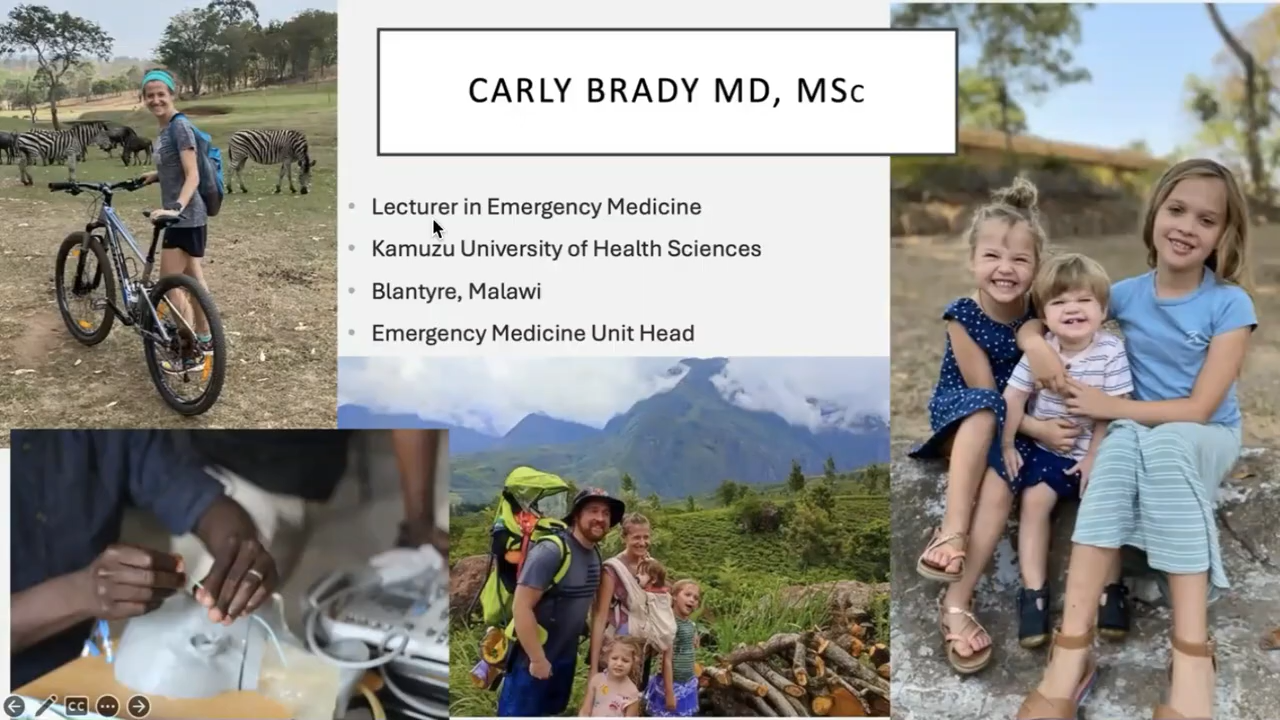 CARLY BRADY MD, MSc
Lecturer in Emergency Medicine
Kamuzu University of Health Sciences
Blantyre, Malawi
Emergency Medicine Unit Head
CC